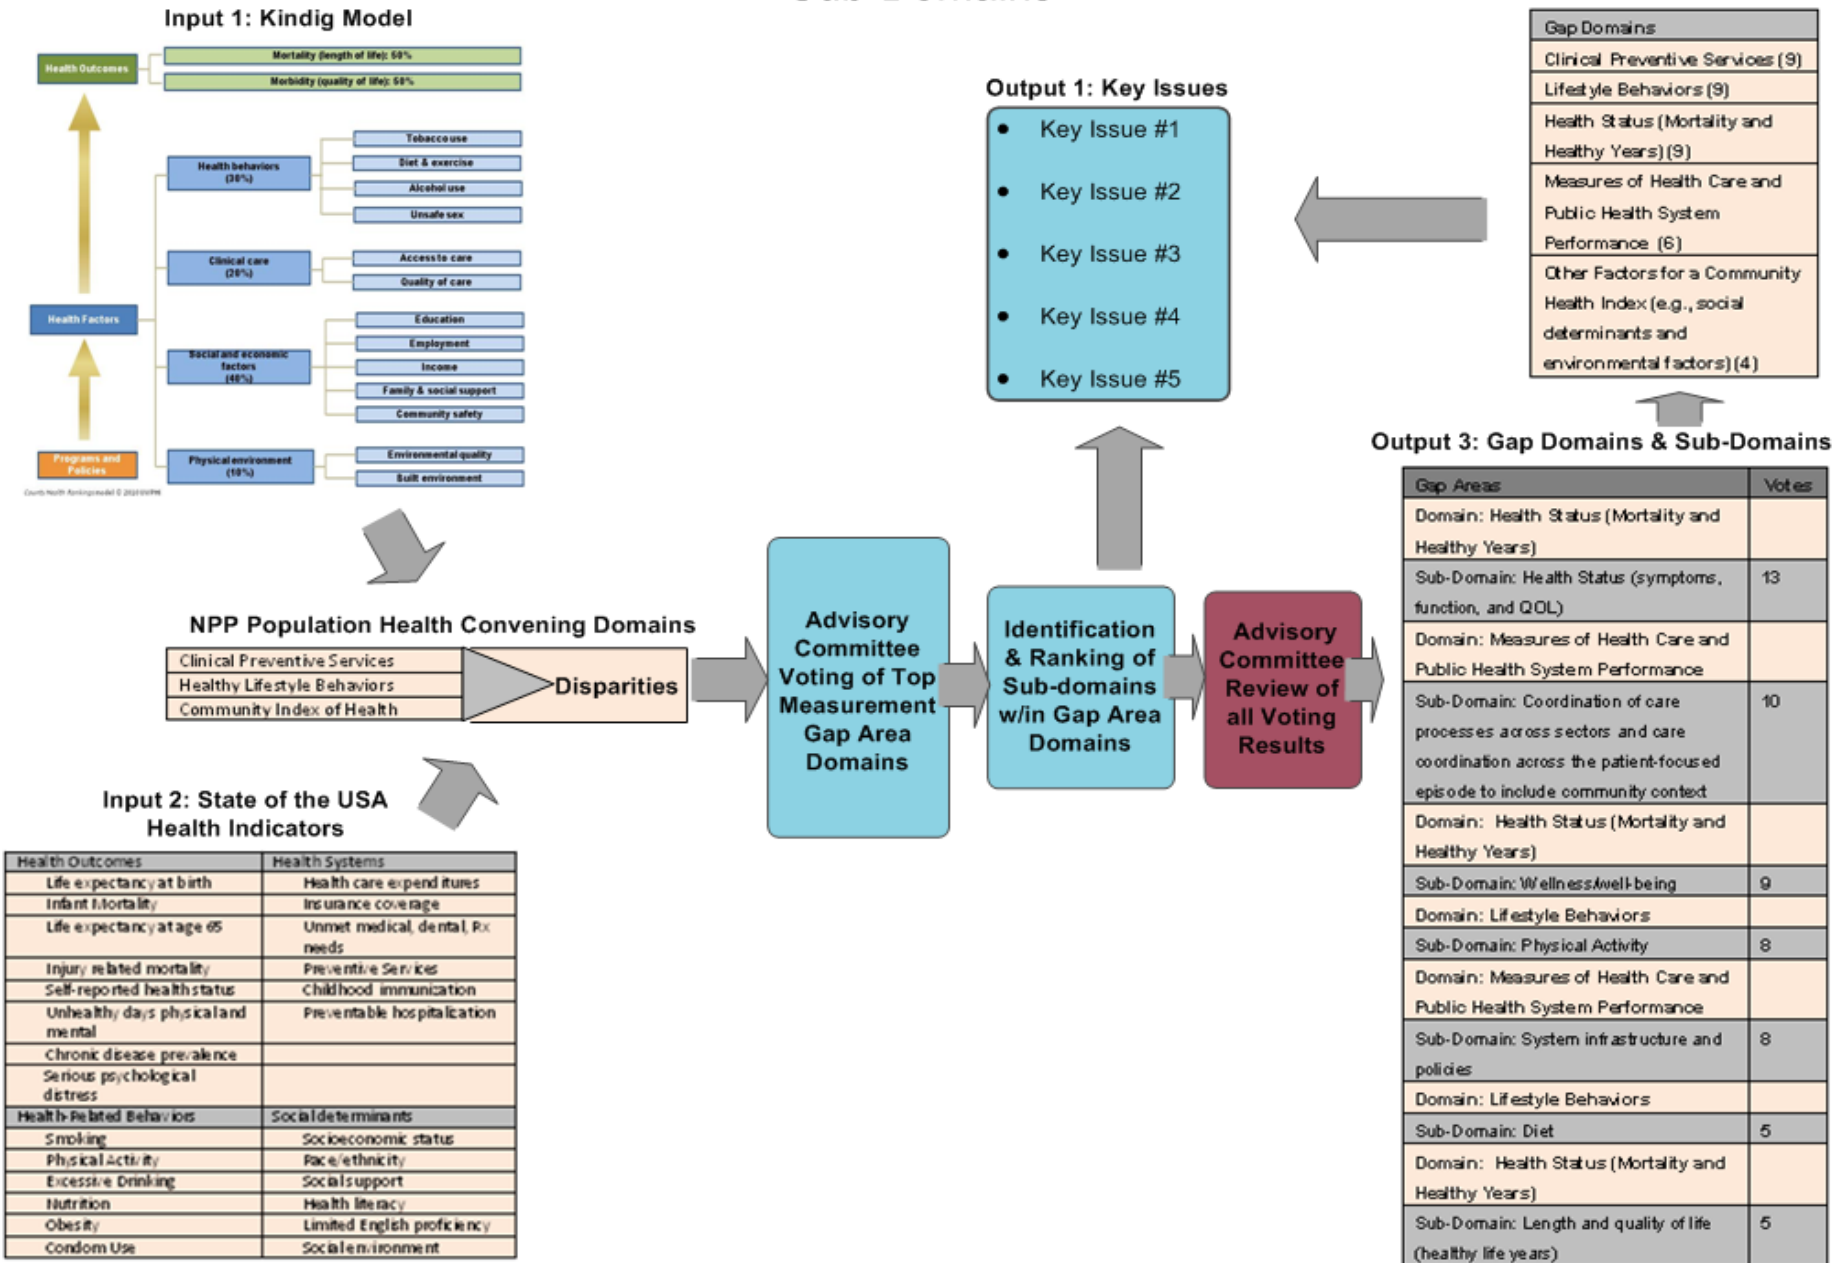 Input 1: Kindig Model
Health Outcomes
Mortality (length of life): 50%
Morbidity (quality of life): 50%
Health Factors
Programs and
Policies
Health behaviors
(30%)
Tobacco use
Diet & exercise
Alcohol use
Unsafe sex
Clinical care
(20%)
Access to care
Quality of care
Social and economic
factors
(40%)
Education
Employment
Income
Family & social support
Community safety
Physical environment
(10%)
Environmental quality
Built environment
NPP Population Health Convening Domains
Clinical Preventive Services
Healthy Lifestyle Behaviors
Community Index of Health
Disparities
Input 2: State of the USA
Health Indicators
Health Outcomes
Health Systems
Life expectancy at birth
Health care expenditures
Infant Mortality
Insurance coverage
Life expectancy at age 65
Unmet medical, dental, Rx
needs
Injury related mortality
Preventive Services
Self-reported health status
Childhood immunization
Unhealthy days physical and
mental
Preventable hospitalization
Chronic disease prevalence
Serious psychological
distress
Health-Related Behaviors
Social determinants
Smoking
Socioeconomic status
Physical Activity
Race/ethnicity
Excessive Drinking
Social support
Nutrition
Health literacy
Obesity
Limited English proficiency
Condom Use
Social environment
Advisory
Committee
Voting of Top
Measurement
Gap Area
Domains
Identification
& Ranking of
Sub-domains
w/in Gap Area
Domains
Advisory
Committee
Review of
all Voting
Results
Output 1: Key Issues
• Key Issue #1
• Key Issue #2
• Key Issue #3
• Key Issue #4
• Key Issue #5
Gap Domains
Clinical Preventive Services (9)
Lifestyle Behaviors (9)
Health Status (Mortality and
Healthy Years) (9)
Measures of Health Care and
Public Health System
Performance (6)
Other Factors for a Community
Health Index (e.g., social
determinants and
environmental factors) (4)
Output 3: Gap Domains & Sub-Domains
Gap Areas Votes
Domain: Health Status (Mortality and
Healthy Years)
Sub-Domain: Health Status (symptoms, 13
function, and QOL)
Domain: Measures of Health Care and
Public Health System Performance
Sub-Domain: Coordination of care 10
processes across sectors and care
coordination across the patient-focused
episode to include community context
Domain: Health Status (Mortality and
Healthy Years)
Sub-Domain: Wellness/well-being 9
Domain: Lifestyle Behaviors
Sub-Domain: Physical Activity 8
Domain: Measures of Health Care and
Public Health System Performance
Sub-Domain: System infrastructure and 8
policies
Domain: Lifestyle Behaviors
Sub-Domain: Diet 5
Domain: Health Status (Mortality and
Healthy Years)
Sub-Domain: Length and quality of life 5
(healthy life years)